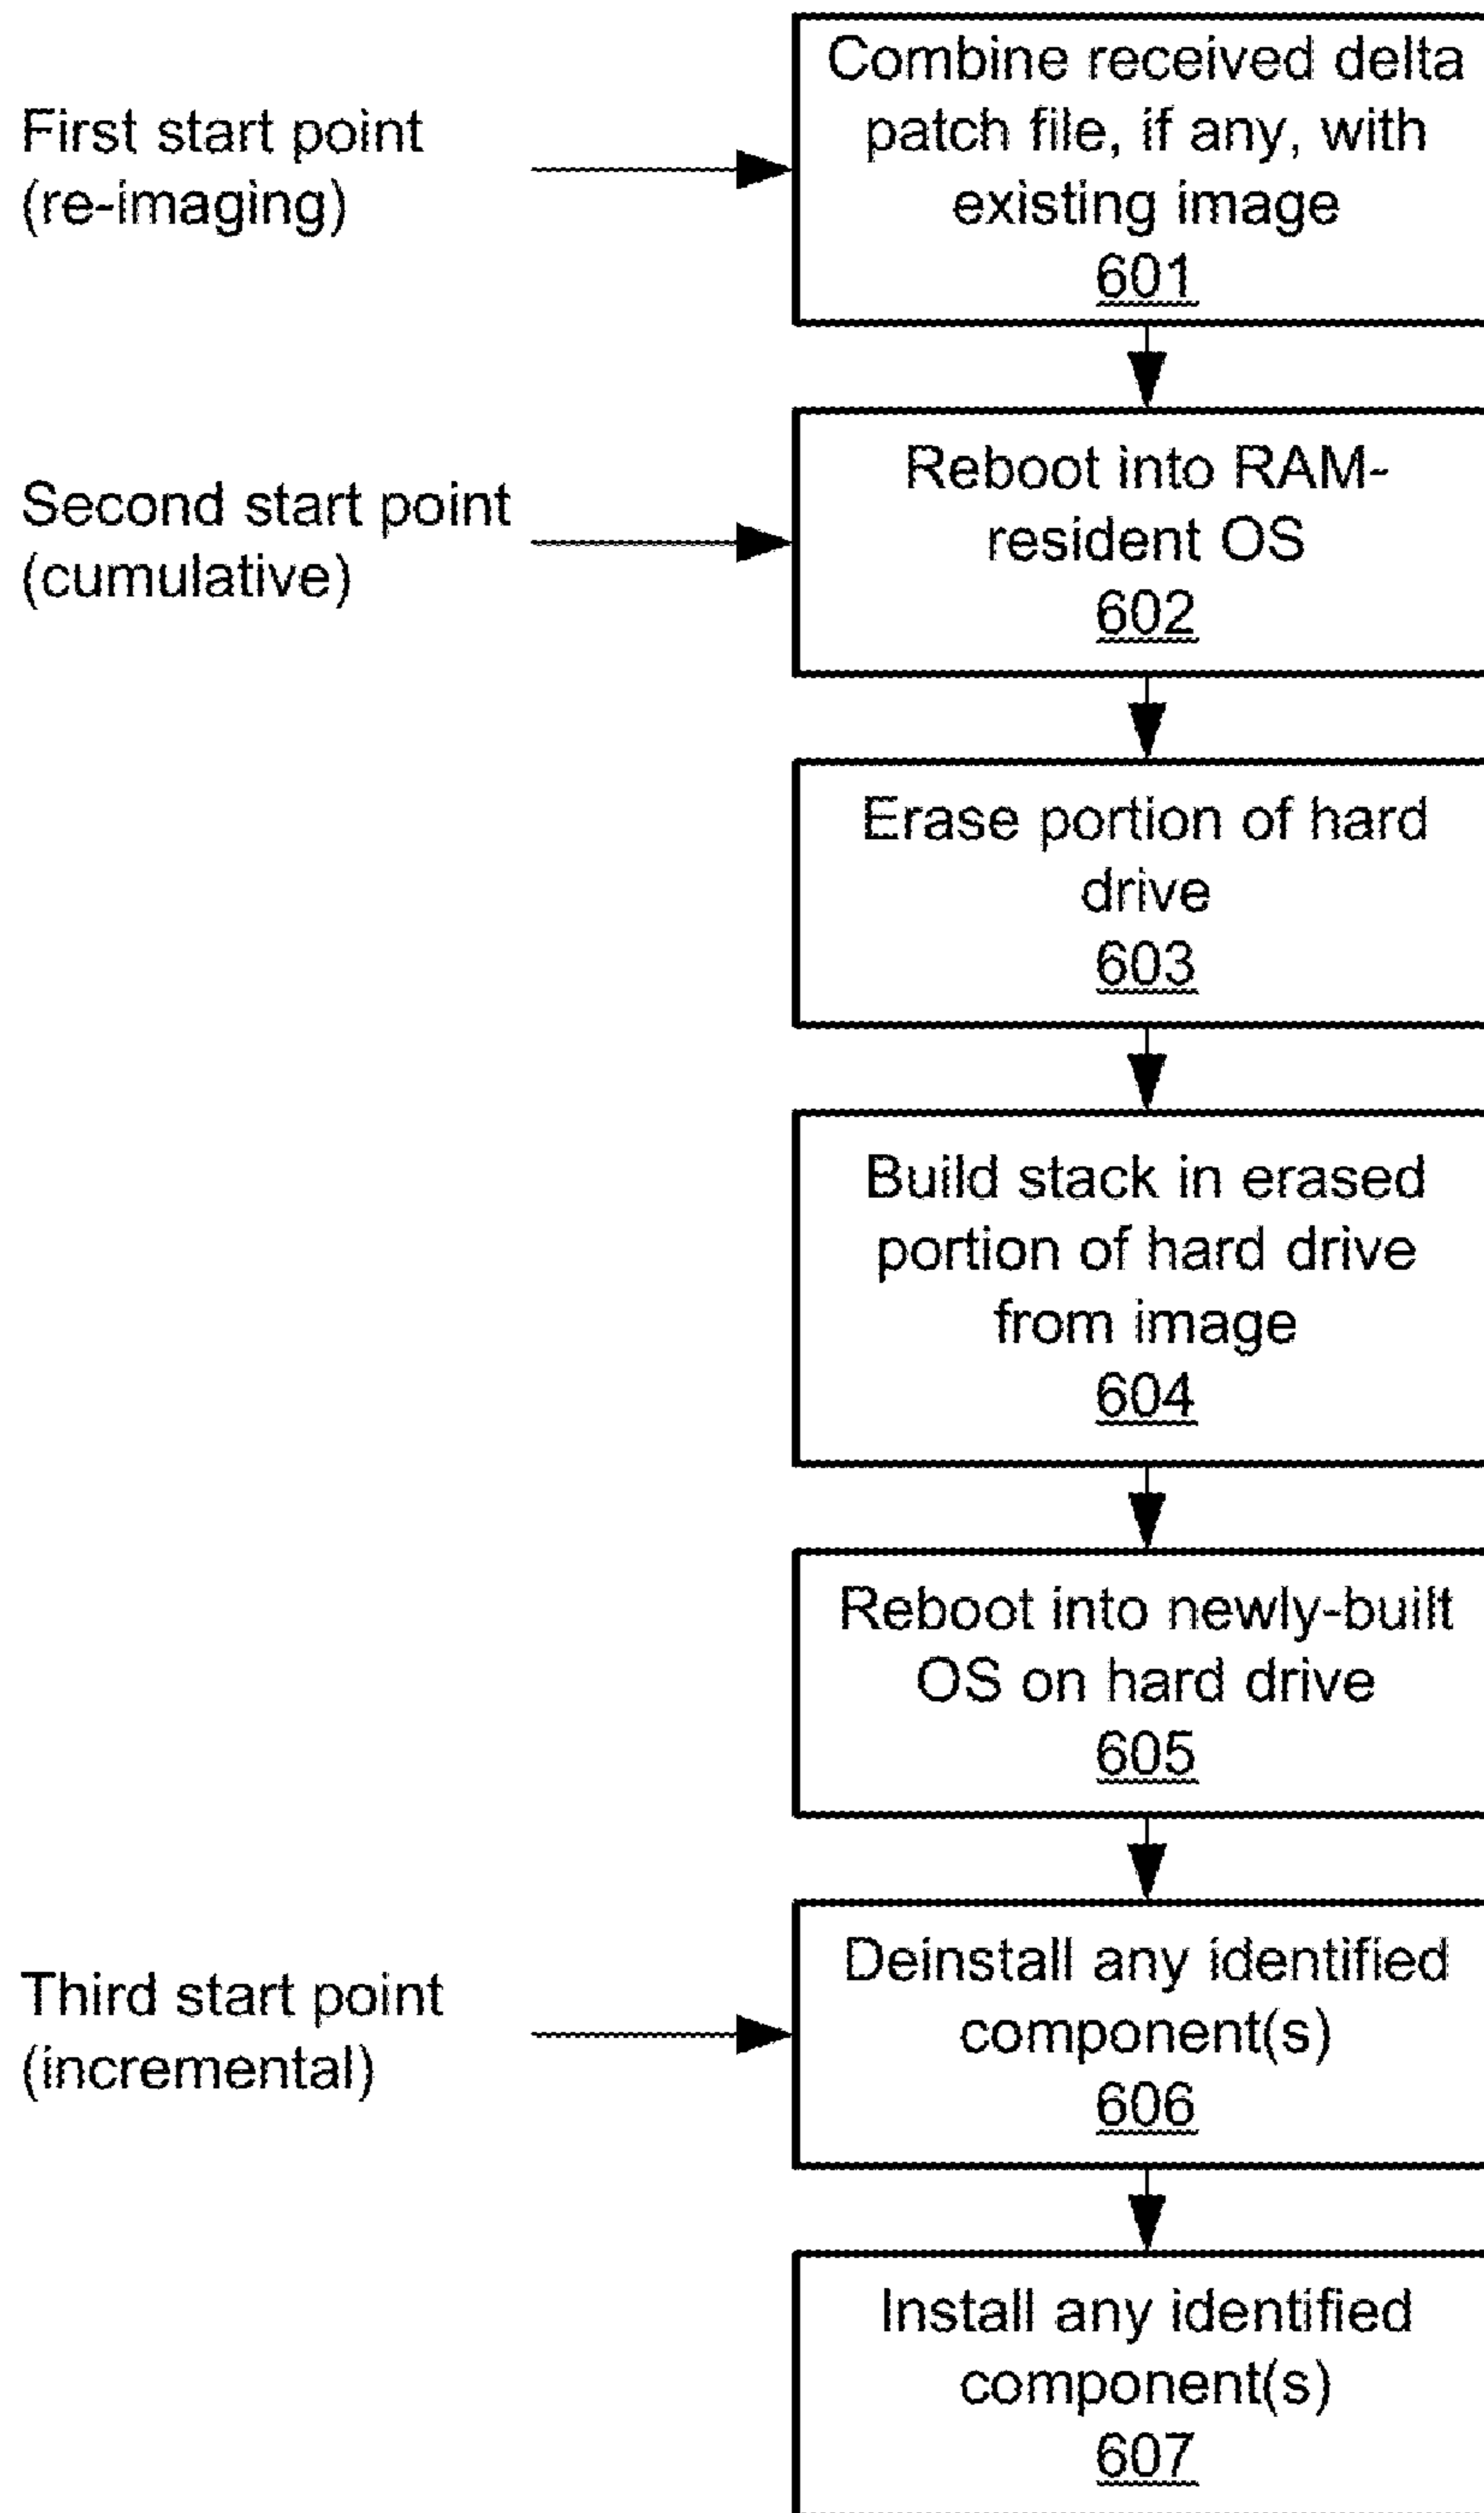 Combine received delta
patch file, if any, with
existing image
601
First start point
(re-imaging)
Reboot into RAM-
resident OS
602
Second start point
(cumulative)
Erase portion of hard
drive
603
Build stack in erased
portion of hard drive
from image
604
Reboot into newly-built
OS on hard drive
605
Deinstall any identified
component(s)
606
Third start point
(incremental)
Install any identified
component(s)
607